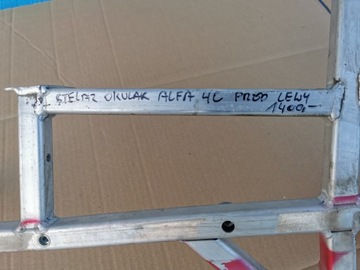 STELAŻ OKULAR ALFA 4C PRZÓD LEWY
1400,-